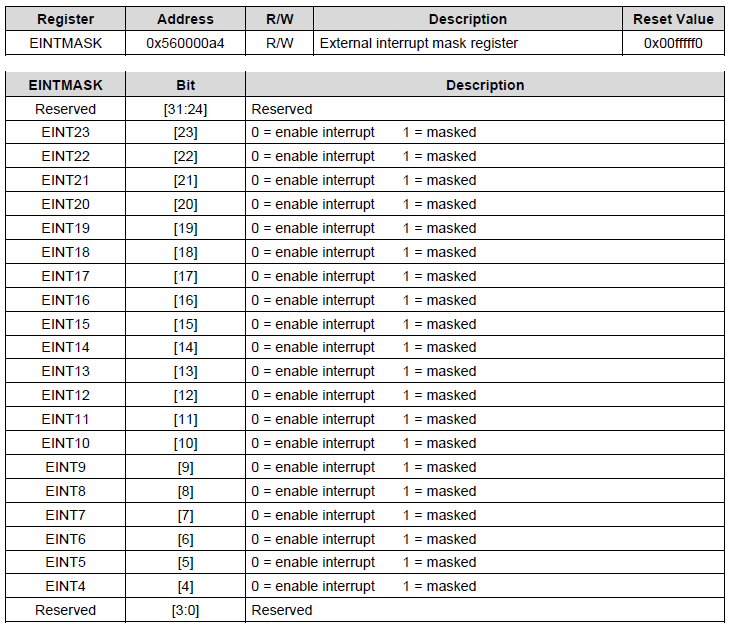 Register Address R/W Description Reset Value
EINTMASK 0x560000a4 R/W External interrupt mask register 0x00fffff0
EINTMASK Bit Description
Reserved [31:24] Reserved
EINT23 [23] 0 = enable interrupt 1 = masked
EINT22 [22] 0 = enable interrupt 1 = masked
EINT21 [21] 0 = enable interrupt 1 = masked
EINT20 [20] 0 = enable interrupt 1 = masked
EINT19 [19] 0 = enable interrupt 1 = masked
EINT18 [18] 0 = enable interrupt 1 = masked
EINT17 [17] 0 = enable interrupt 1 = masked
EINT16 [16] 0 = enable interrupt 1 = masked
EINT15 [15] 0 = enable interrupt 1 = masked
EINT14 [14] 0 = enable interrupt 1 = masked
EINT13 [13] 0 = enable interrupt 1 = masked
EINT12 [12] 0 = enable interrupt 1 = masked
EINT11 [11] 0 = enable interrupt 1 = masked
EINT10 [10] 0 = enable interrupt 1 = masked
EINT9 [9] 0 = enable interrupt 1 = masked
EINT8 [8] 0 = enable interrupt 1 = masked
EINT7 [7] 0 = enable interrupt 1 = masked
EINT6 [6] 0 = enable interrupt 1 = masked
EINT5 [5] 0 = enable interrupt 1 = masked
EINT4 [4] 0 = enable interrupt 1 = masked
Reserved [3:0] Reserved